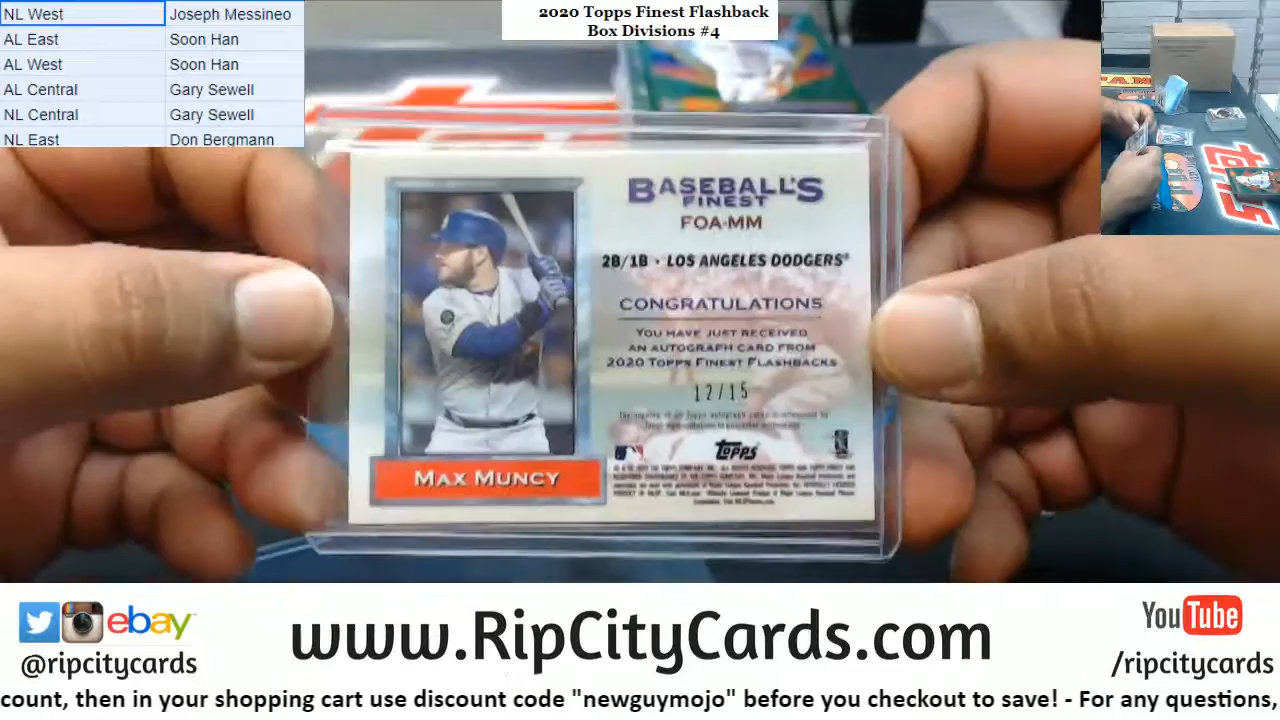 NL West Joseph Messineo
AL East Soon Han
AL West Soon Han
AL Central Gary Sewell
NL Central Gary Sewell
NL East Don Bergmann
2020 Topps Finest Flashback
Box Divisions #4
BASEBALL'S
FINEST
FOA-MM
2B/1B • LOS ANGELES DODGERS®
CONGRATULATIONS
YOU HAVE JUST RECEIVED
AN AUTOGRAPH CARD FROM
2020 TOPPS FINEST FLASHBACKS
12/15
Topps
MAX MUNCY
ebay
@ripcitycards
www.RipCityCards.com
YouTube
/ripcitycards
count, then in your shopping cart use discount code "newguymojo" before you checkout to save! - For any questions,